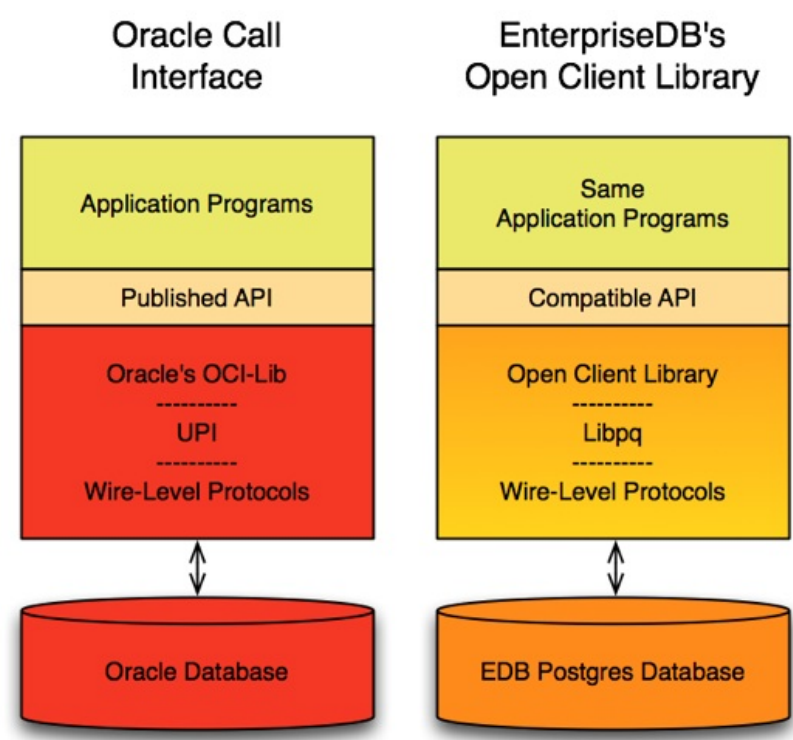 Oracle Call
Interface
Application Programs
Published API
Oracle's OCI-Lib
----------
UPI
----------
Wire-Level Protocols
Oracle Database
EnterpriseDB's
Open Client Library
Same
Application Programs
Compatible API
Open Client Library
----------
Libpq
----------
Wire-Level Protocols
EDB Postgres Database